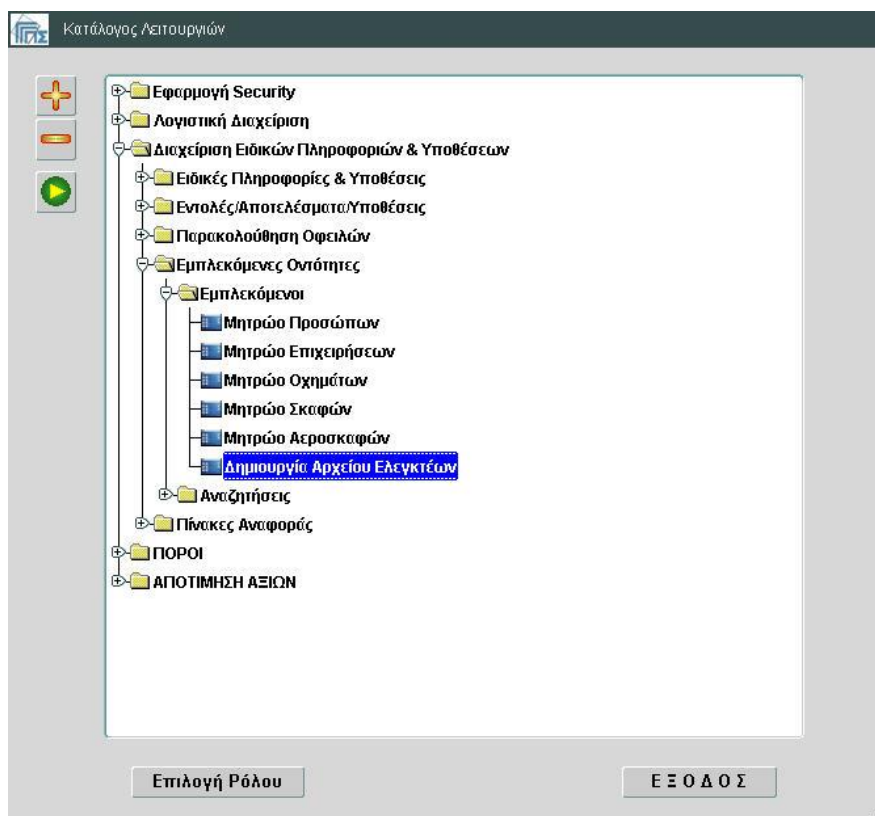 Κατάλογος Λειτουργιών
Εφαρμογή Security
Λογιστική Διαχείριση
Διαχείριση Ειδικών Πληροφοριών & Υποθέσεων
Ειδικές Πληροφορίες & Υποθέσεις
Εντολές/Αποτελέσματα/Υποθέσεις
Παρακολούθηση Οφειλών
Εμπλεκόμενες Οντότητες
Εμπλεκόμενοι
Μητρώο Προσώπων
Μητρώο Επιχειρήσεων
Μητρώο Οχημάτων
Μητρώο Σκαφών
Μητρώο Αεροσκαφών
Δημιουργία Αρχείου Ελεγκτέων
Αναζητήσεις
Πίνακες Αναφοράς
ΠΟΡΟΙ
ΑΠΟΤΙΜΗΣΗ ΑΞΙΩΝ
Επιλογή Ρόλου
Ε Ξ Ο Δ Ο Σ